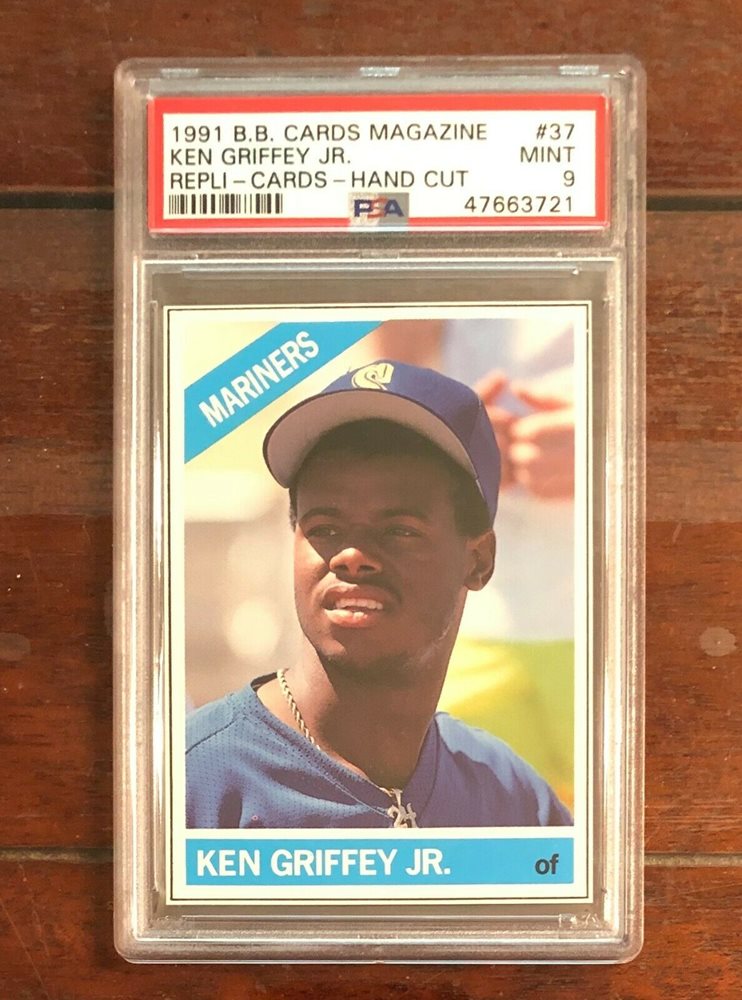 1991 B.B. CARDS MAGAZINE #37
KEN GRIFFEY JR. MINT
REPLI-CARDS-HAND CUT 9
PSA 47663721
MARINERS
24
KEN GRIFFEY JR. of